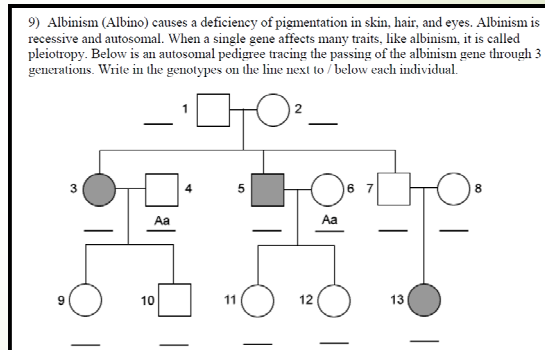 9) Albinism (Albino) causes a deficiency of pigmentation in skin, hair, and eyes. Albinism is
recessive and autosomal. When a single gene affects many traits, like albinism, it is called
pleiotropy. Below is an autosomal pedigree tracing the passing of the albinism gene through 3
generations. Write in the genotypes on the line next to / below each individual.
1 2
3 4 5 6 7 8
Aa Aa
9 10 11 12 13